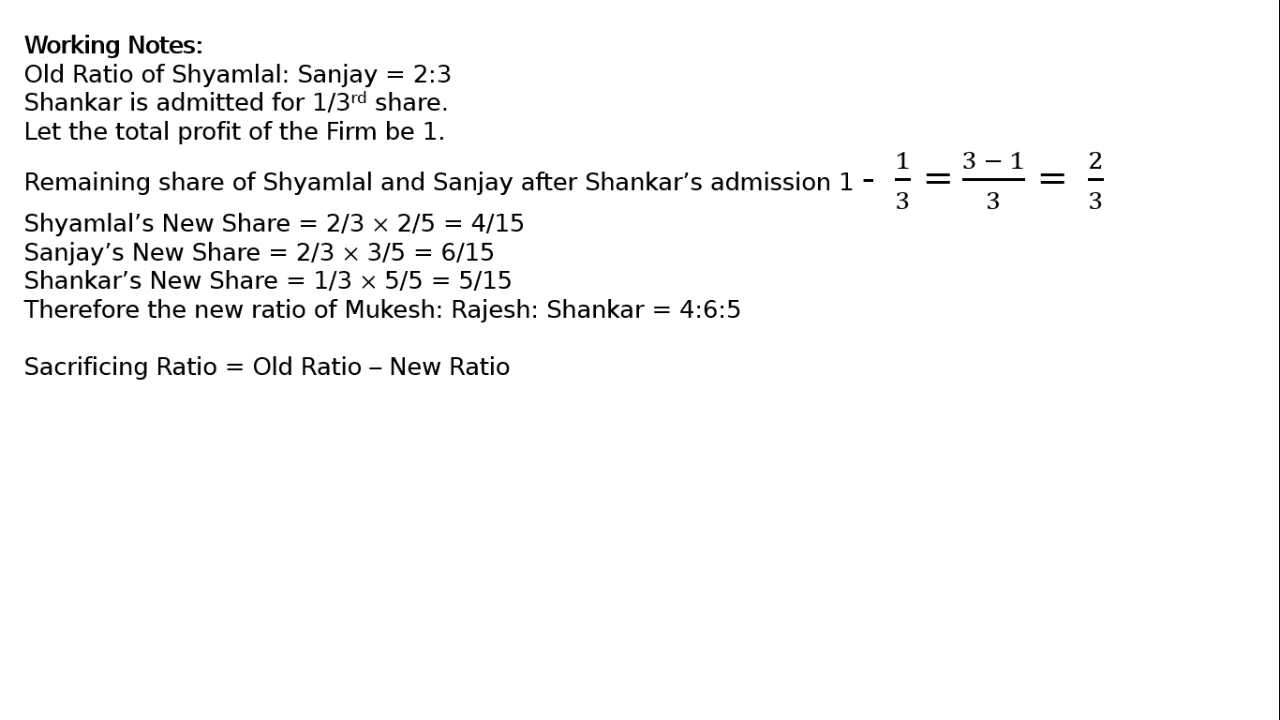 Working Notes:
Old Ratio of Shyamlal: Sanjay = 2:3
Shankar is admitted for 1/3rd share.
Let the total profit of the Firm be 1.
Remaining share of Shyamlal and Sanjay after Shankar’s admission 1 - 1/3 = (3 − 1)/3 = 2/3
Shyamlal’s New Share = 2/3 × 2/5 = 4/15
Sanjay’s New Share = 2/3 × 3/5 = 6/15
Shankar’s New Share = 1/3 × 5/5 = 5/15
Therefore the new ratio of Mukesh: Rajesh: Shankar = 4:6:5
Sacrificing Ratio = Old Ratio – New Ratio